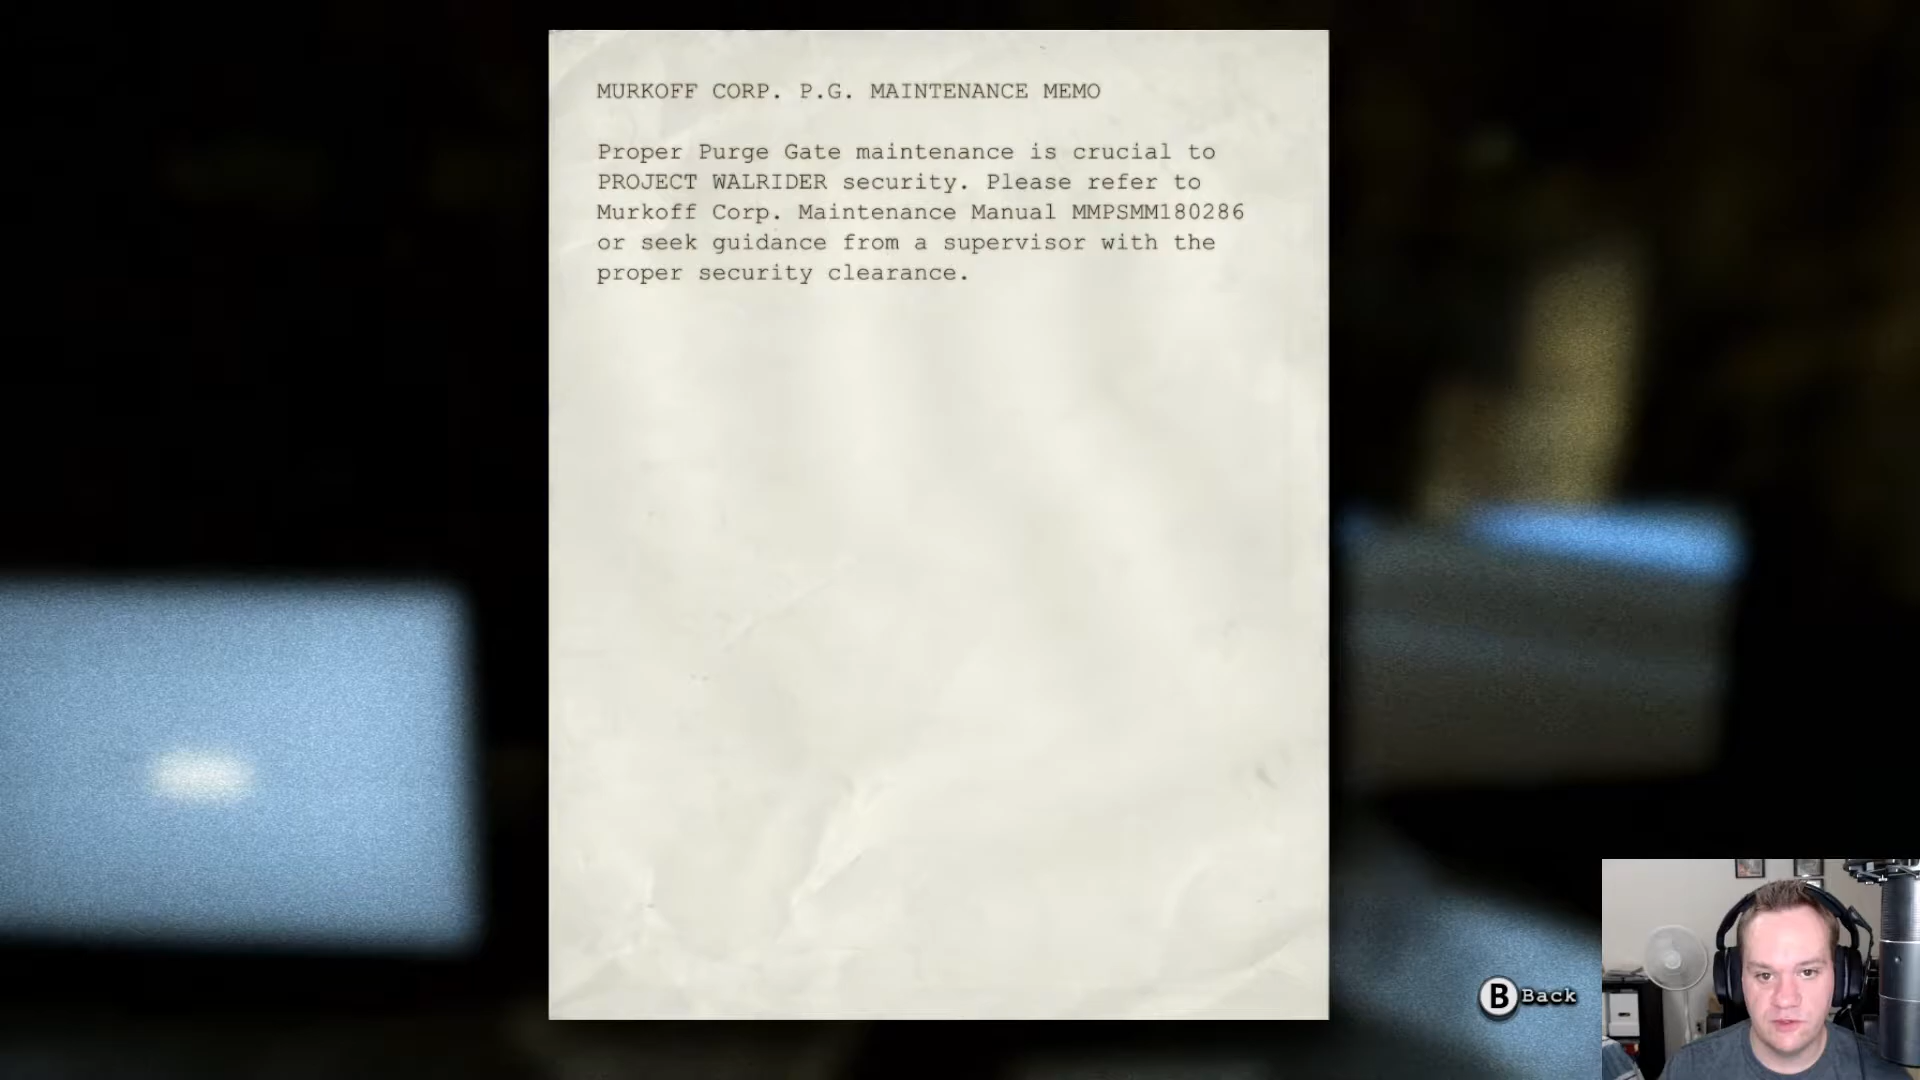 MURKOFF CORP. P.G. MAINTENANCE MEMO
Proper Purge Gate maintenance is crucial to
PROJECT WALRIDER security. Please refer to
Murkoff Corp. Maintenance Manual MMPSMM180286
or seek guidance from a supervisor with the
proper security clearance.
B Back